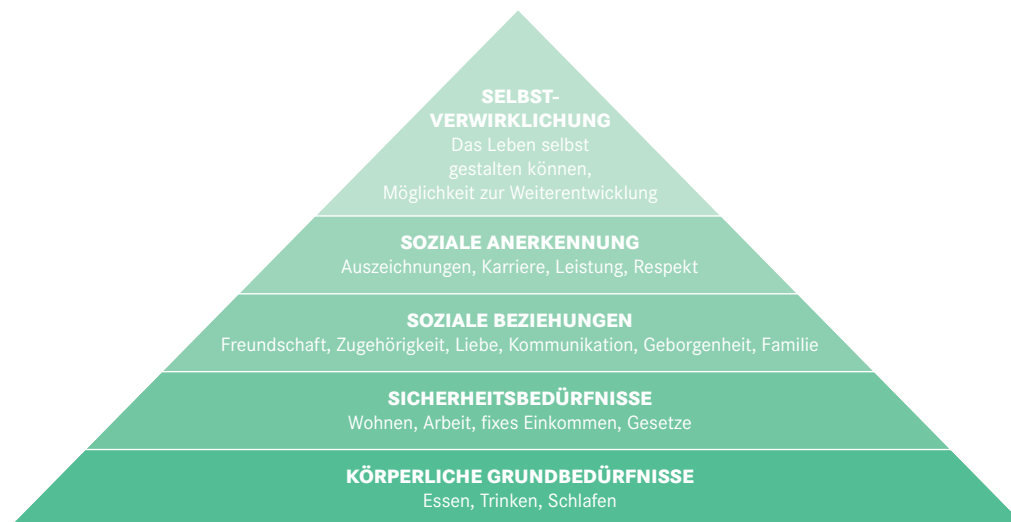 SELBST-
VERWIRKLICHUNG
Das Leben selbst
gestalten können,
Möglichkeit zur Weiterentwicklung
SOZIALE ANERKENNUNG
Auszeichnungen, Karriere, Leistung, Respekt
SOZIALE BEZIEHUNGEN
Freundschaft, Zugehörigkeit, Liebe, Kommunikation, Geborgenheit, Familie
SICHERHEITSBEDÜRFNISSE
Wohnen, Arbeit, fixes Einkommen, Gesetze
KÖRPERLICHE GRUNDBEDÜRFNISSE
Essen, Trinken, Schlafen